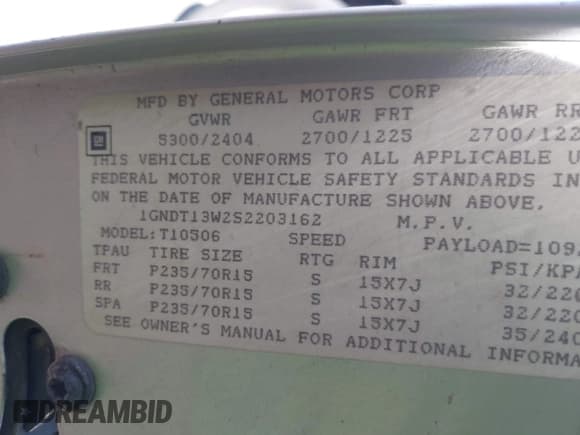 MFD BY GENERAL MOTORS CORP
GVWR GAWR FRT GAWR RR
GM 5300/2404 2700/1225 2700/122
THIS VEHICLE CONFORMS TO ALL APPLICABLE U
FEDERAL MOTOR VEHICLE SAFETY STANDARDS IN
ON THE DATE OF MANUFACTURE SHOWN ABOVE.
1GNDT13W2S2203162 M.P.V.
MODEL:T10506 SPEED PAYLOAD=109
TPAU TIRE SIZE RTG RIM PSI/KPA
FRT P235/70R15 S 15X7J 32/220
RR P235/70R15 S 15X7J 32/220
SPA P235/70R15 S 15X7J 35/240
SEE OWNER'S MANUAL FOR ADDITIONAL INFORMA
DREAMBID